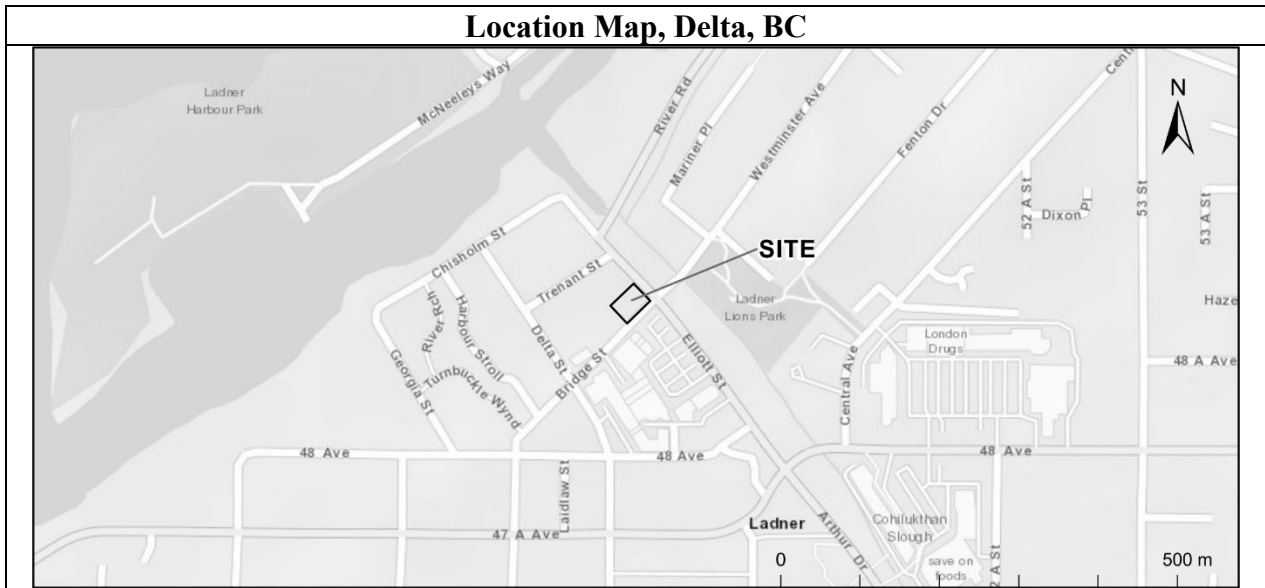 Location Map, Delta, BC
Ladner
Harbour Park
McNeeleys Way
River Rd
Mariner Pl
Westminster Ave
Fenton Dr
Cent
N
52 A St
Dixon Pl
53 St
53 A St
SITE
Chisholm St
Trenant St
Ladner
Lions Park
River Rch
Harbour Stroll
Delta St
Bridge St
Elliott St
Haze
London
Drugs
48 A Ave
Georgia St
Turnbuckle Wynd
Central Ave
48 Ave
48 Ave
48 Ave
Laidlaw St
47 A Ave
Ladner
Arthur Dr
Cohilukthan
Slough
save on
foods
2 A St
0
500 m